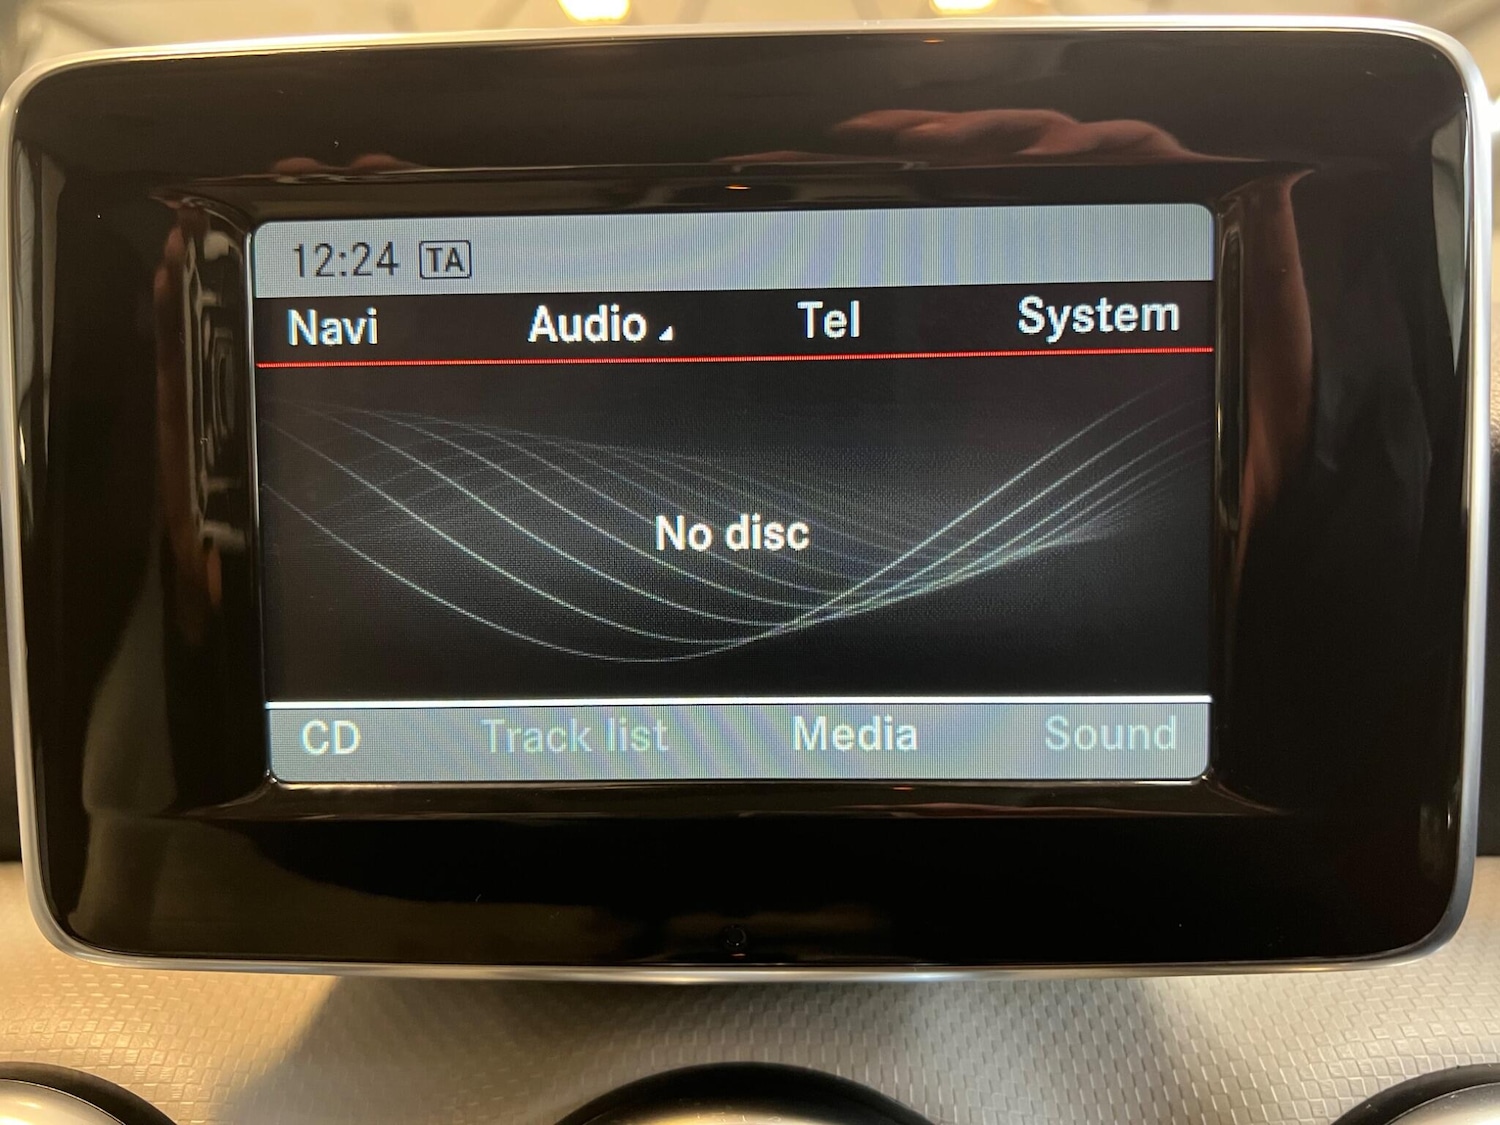 12:24 TA
Navi Audio Tel System
No disc
CD Track list Media Sound